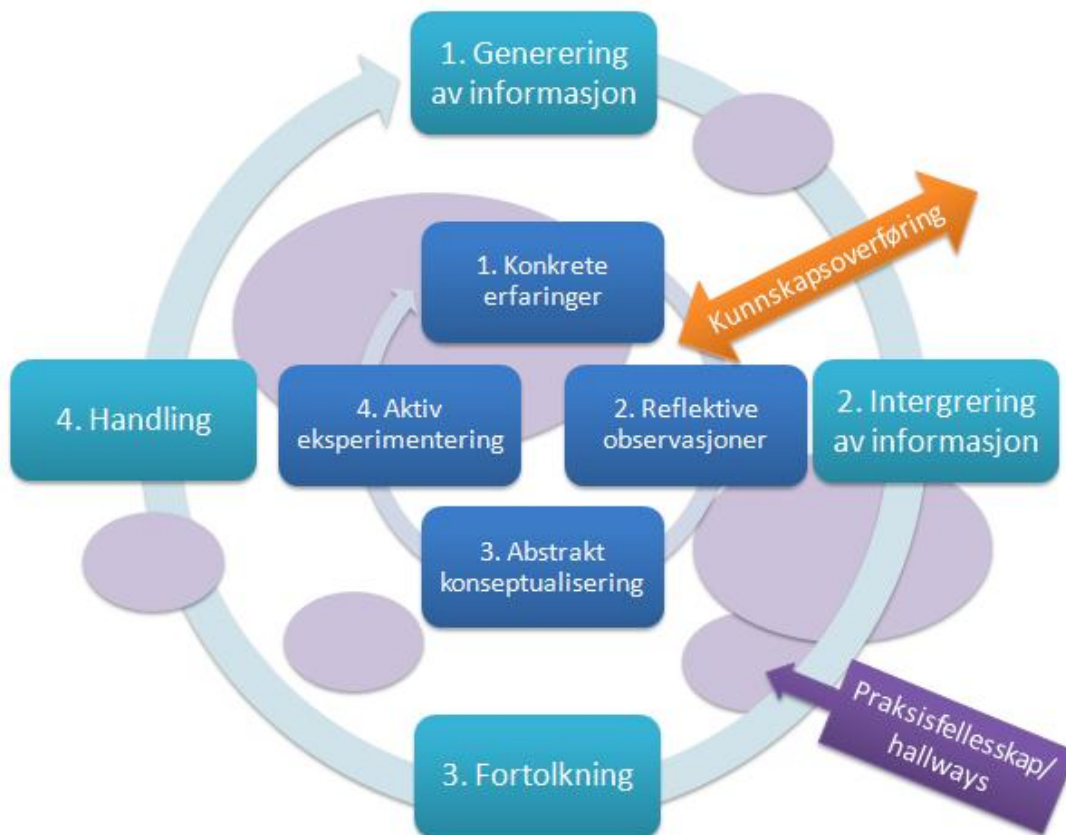 1. Generering
av informasjon
1. Konkrete
erfaringer
Kunnskapsoverføring
4. Handling
4. Aktiv
eksperimentering
2. Reflektive
observasjoner
2. Intergrering
av informasjon
3. Abstrakt
konseptualisering
Praksisfellesskap/
hallways
3. Fortolkning